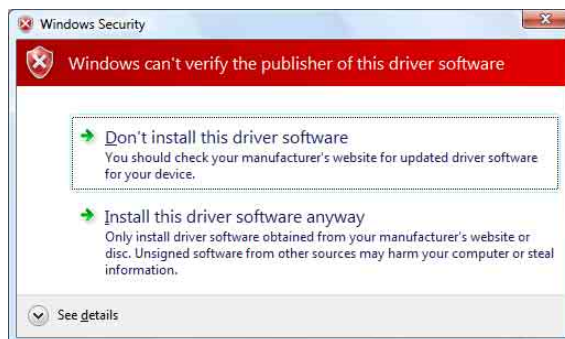 Windows Security
Windows can't verify the publisher of this driver software
Don't install this driver software
You should check your manufacturer's website for updated driver software
for your device.
Install this driver software anyway
Only install driver software obtained from your manufacturer's website or
disc. Unsigned software from other sources may harm your computer or steal
information.
See details